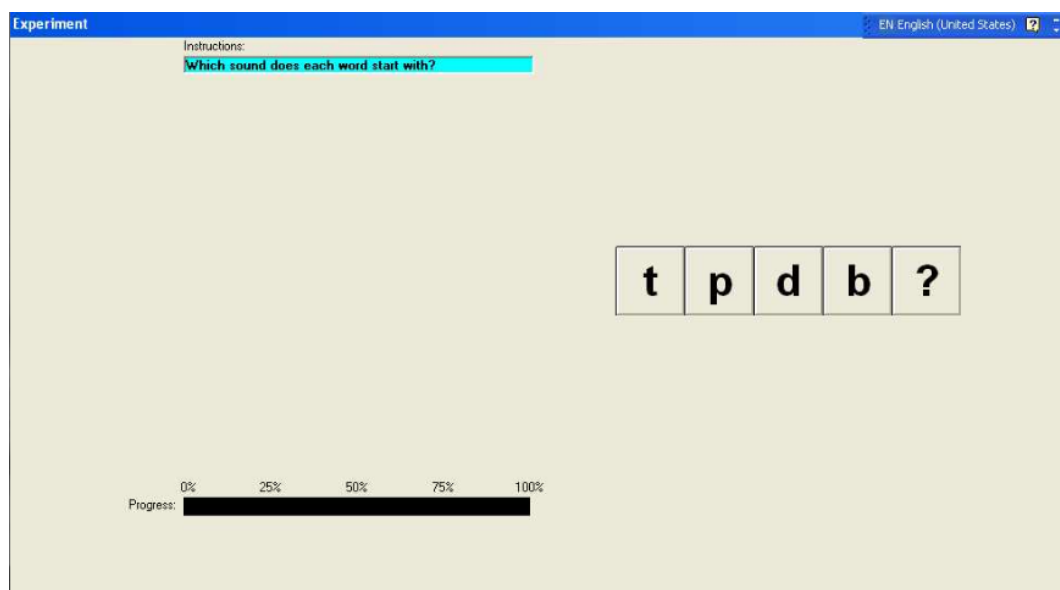 Experiment
EN English (United States)
Instructions:
Which sound does each word start with?
t p d b ?
0% 25% 50% 75% 100%
Progress: